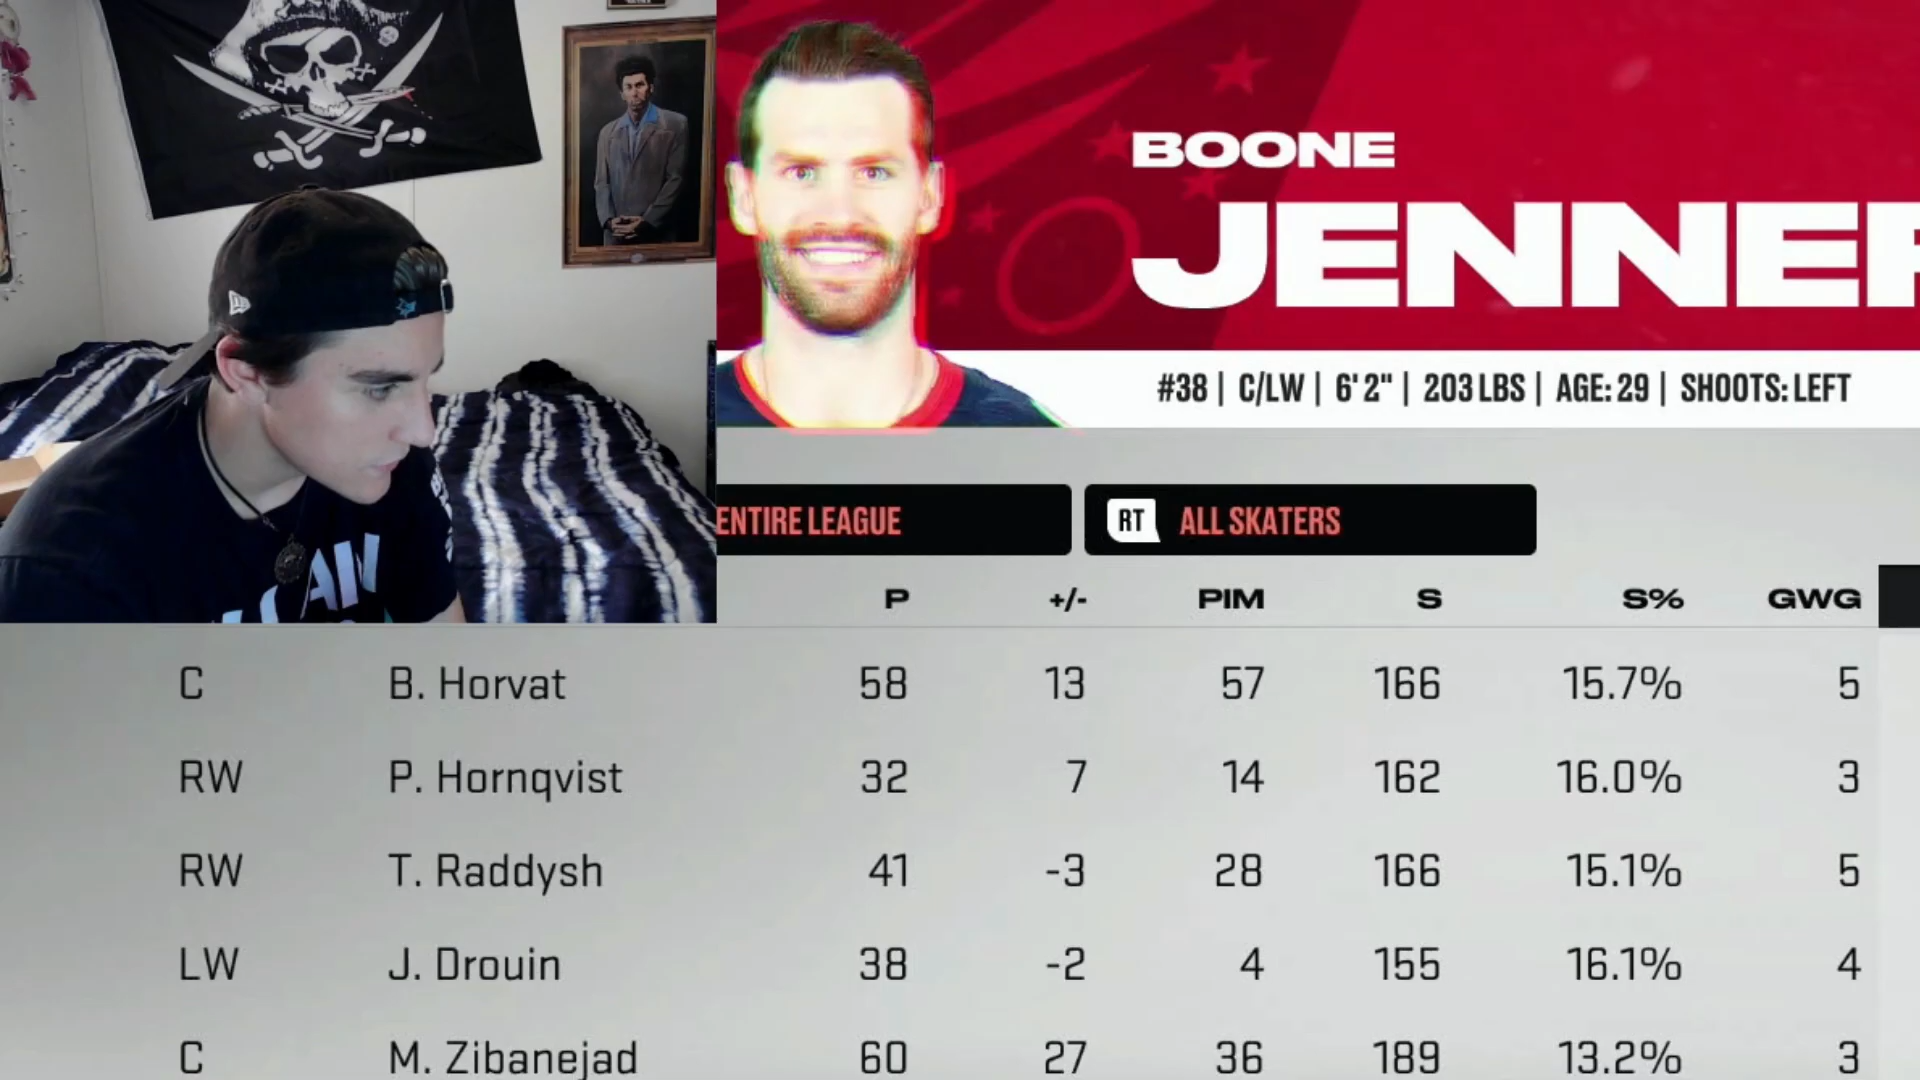 BOONE
JENNER
#38 | C/LW | 6' 2" | 203 LBS | AGE: 29 | SHOOTS: LEFT
ENTIRE LEAGUE
RT ALL SKATERS
P +/- PIM S S% GWG
C B. Horvat 58 13 57 166 15.7% 5
RW P. Hornqvist 32 7 14 162 16.0% 3
RW T. Raddysh 41 -3 28 166 15.1% 5
LW J. Drouin 38 -2 4 155 16.1% 4
C M. Zibanejad 60 27 36 189 13.2% 3